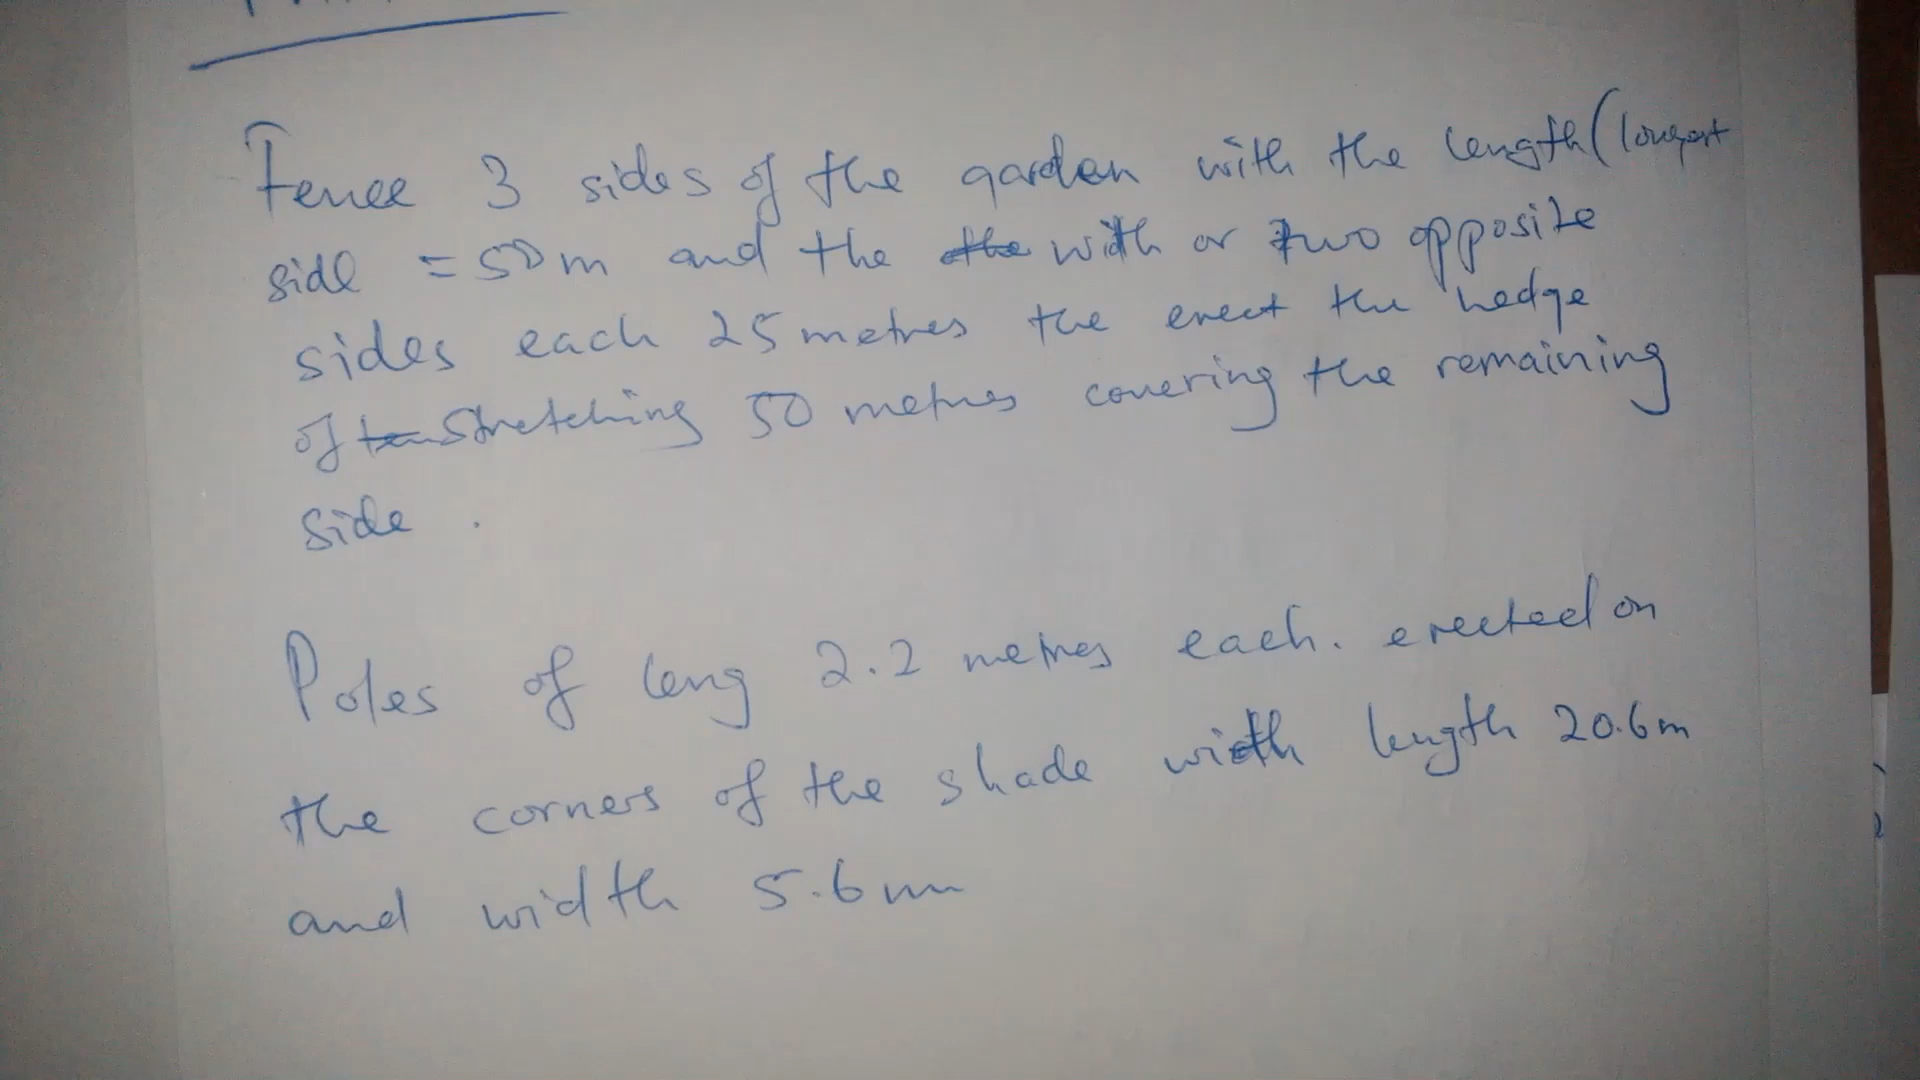 Fence 3 sides of the garden with the length (longest
side = 50m and the the with or two opposite
sides each 25 metres the erect the hedge
of stretching 50 metres covering the remaining
side.
Poles of leng 2.2 metres each. erected on
the corners of the shade width length 20.6m
and width 5.6m